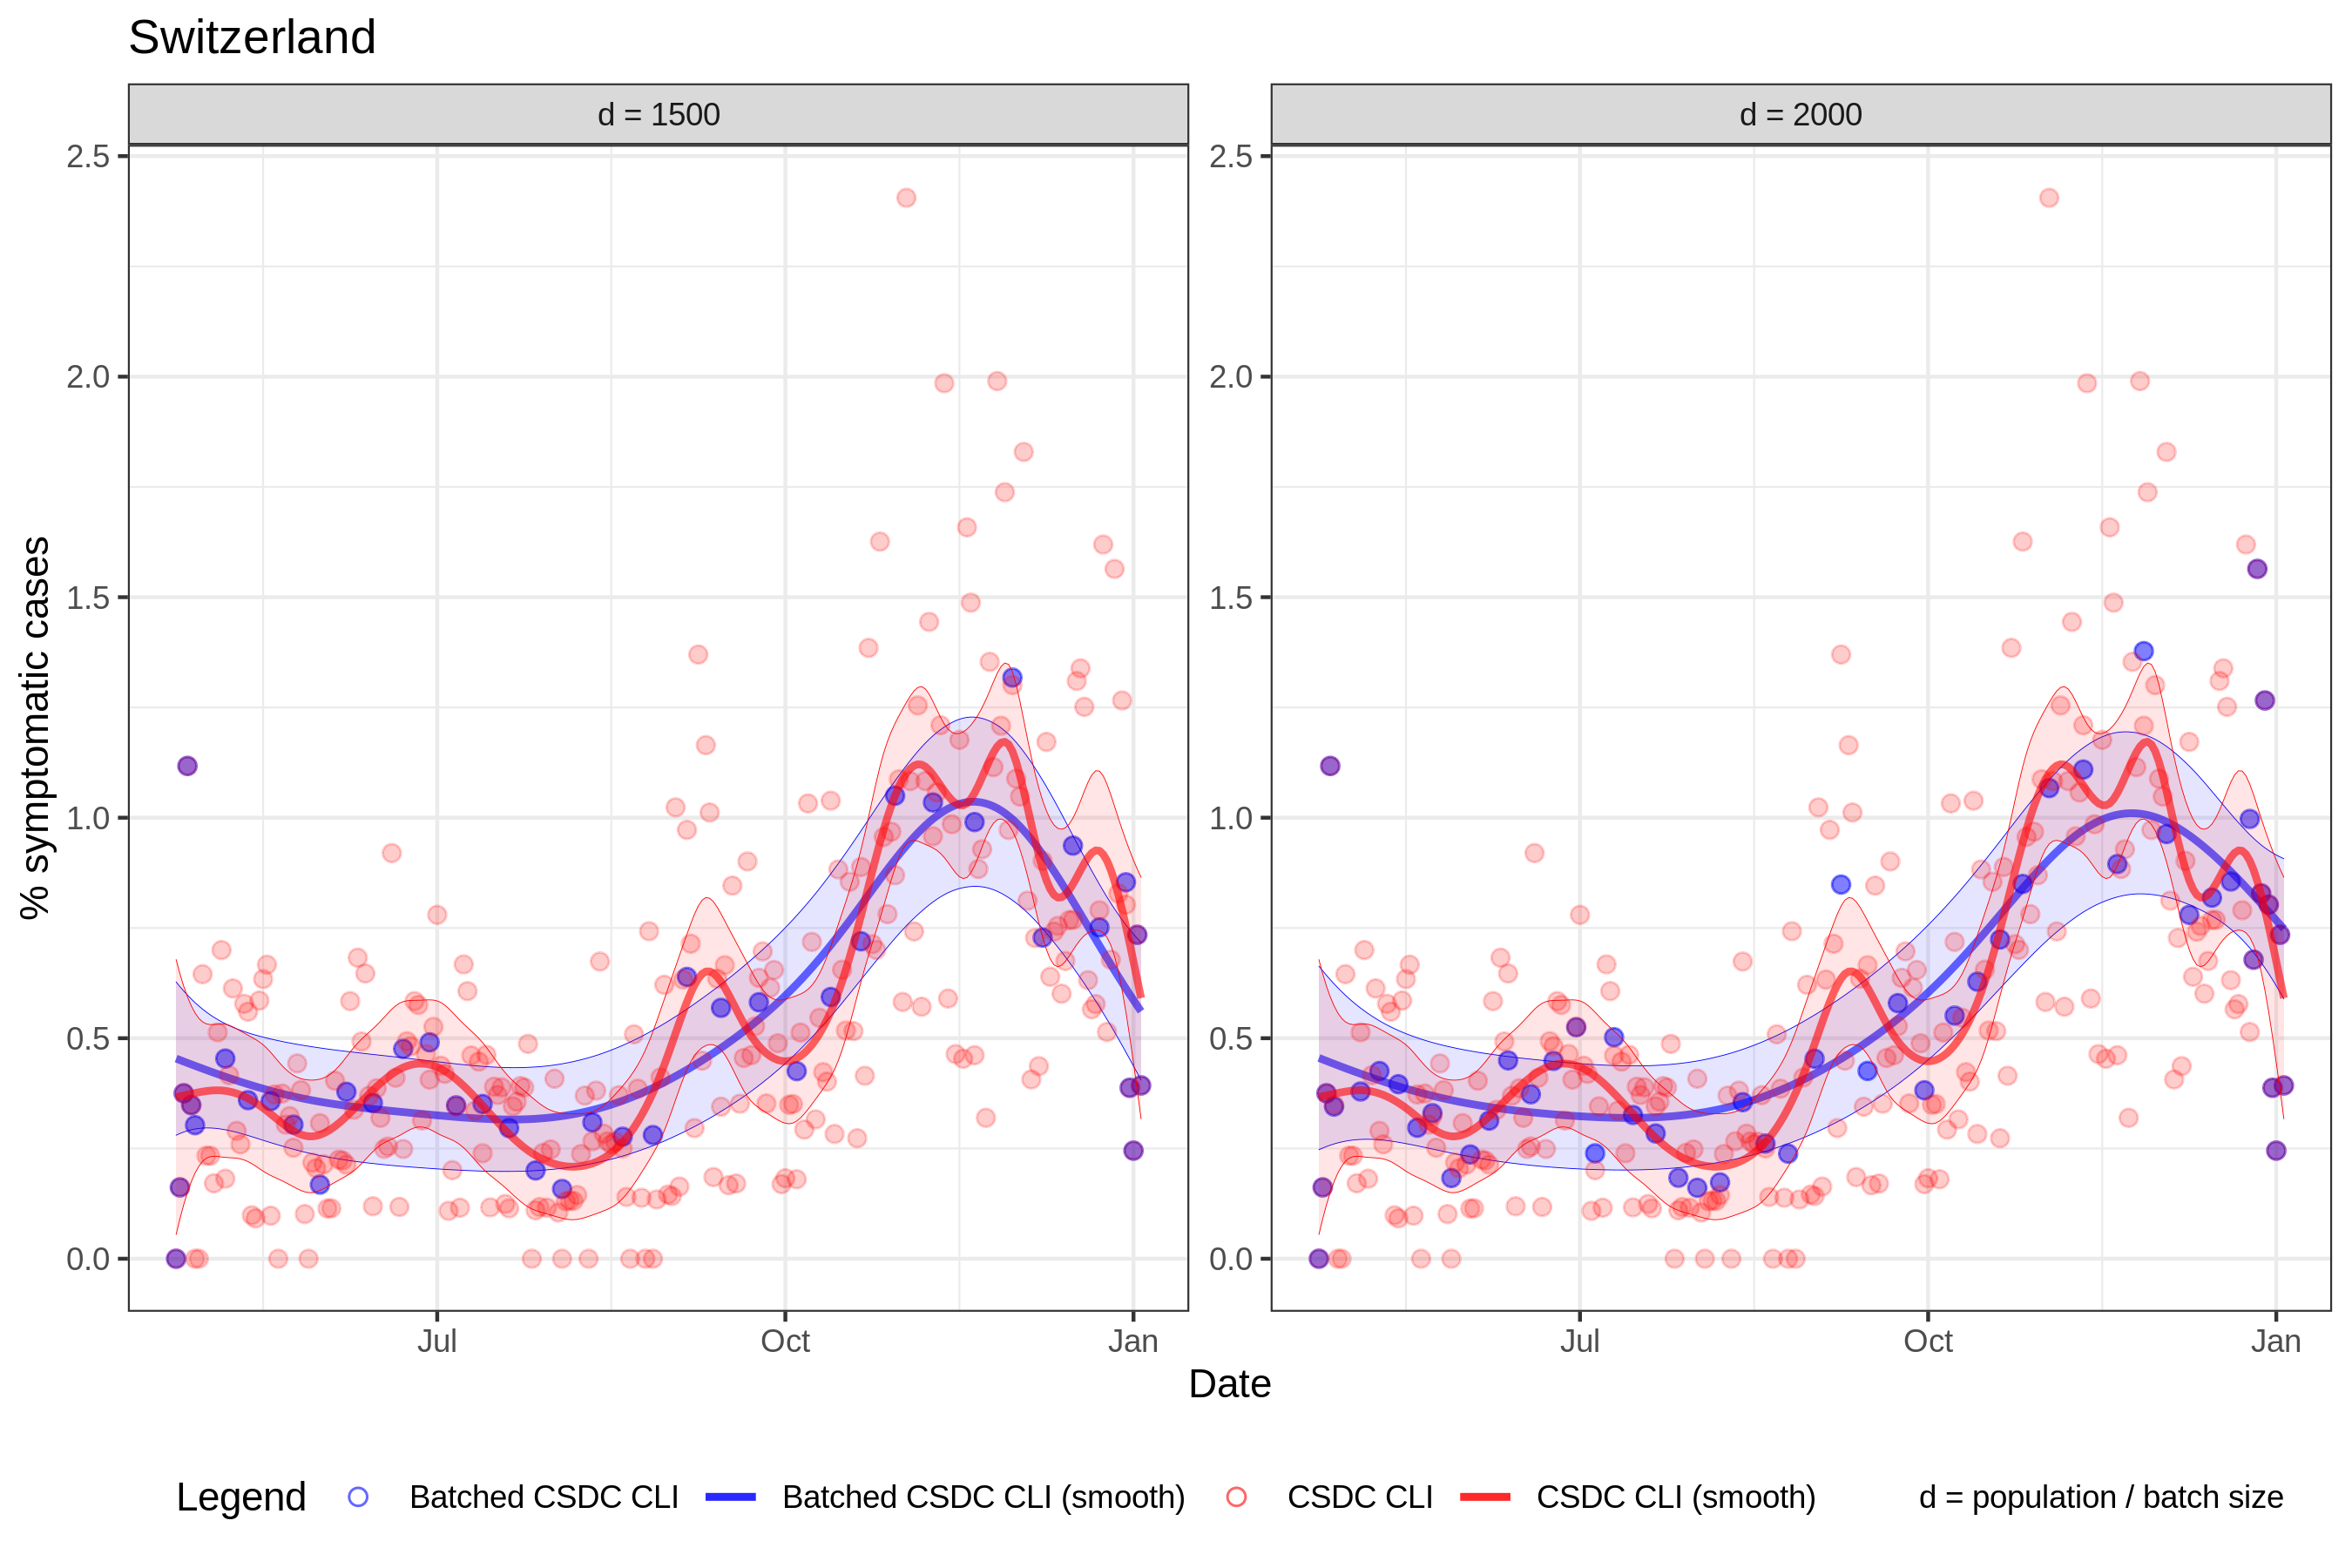 Switzerland
d = 1500
d = 2000
% symptomatic cases
2.5
2.0
1.5
1.0
0.5
0.0
2.5
2.0
1.5
1.0
0.5
0.0
Jul Oct Jan
Jul Oct Jan
Date
Legend Batched CSDC CLI Batched CSDC CLI (smooth) CSDC CLI CSDC CLI (smooth) d = population / batch size